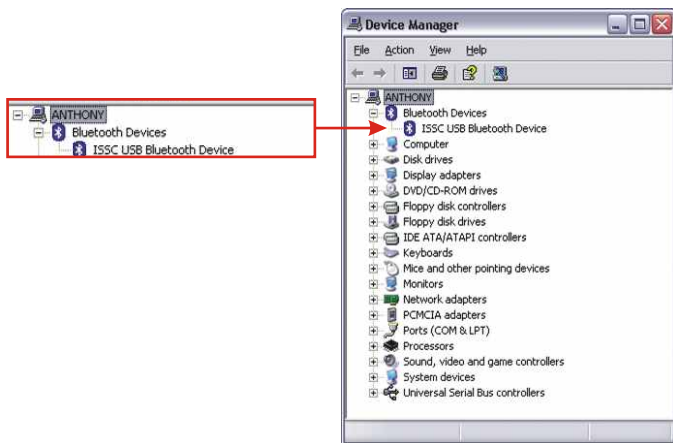 ANTHONY
Bluetooth Devices
ISSC USB Bluetooth Device
Device Manager
File Action View Help
ANTHONY
Bluetooth Devices
ISSC USB Bluetooth Device
Computer
Disk drives
Display adapters
DVD/CD-ROM drives
Floppy disk controllers
Floppy disk drives
IDE ATA/ATAPI controllers
Keyboards
Mice and other pointing devices
Monitors
Network adapters
PCMCIA adapters
Ports (COM & LPT)
Processors
Sound, video and game controllers
System devices
Universal Serial Bus controllers